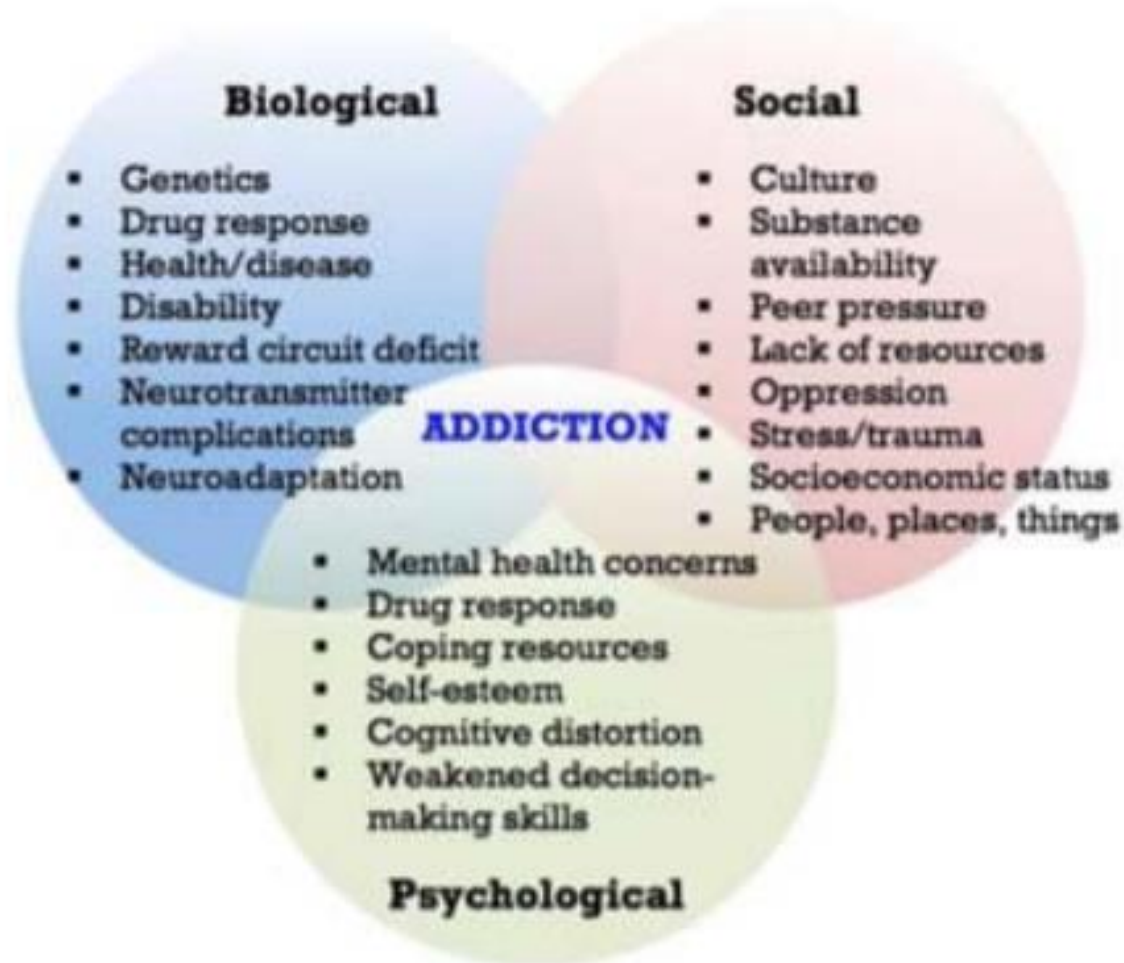 Biological
▪ Genetics
▪ Drug response
▪ Health/disease
▪ Disability
▪ Reward circuit deficit
▪ Neurotransmitter
complications
▪ Neuroadaptation
Social
▪ Culture
▪ Substance
availability
▪ Peer pressure
▪ Lack of resources
▪ Oppression
▪ Stress/trauma
▪ Socioeconomic status
▪ People, places, things
ADDICTION
▪ Mental health concerns
▪ Drug response
▪ Coping resources
▪ Self-esteem
▪ Cognitive distortion
▪ Weakened decision-
making skills
Psychological